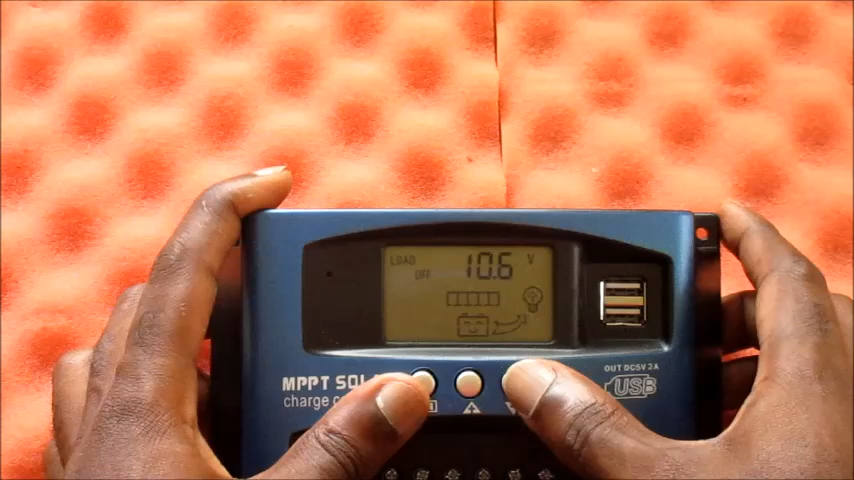 LOAD
OFF 10.6 V
MPPT SOL
charge c
OUT DC5V 2A
USB